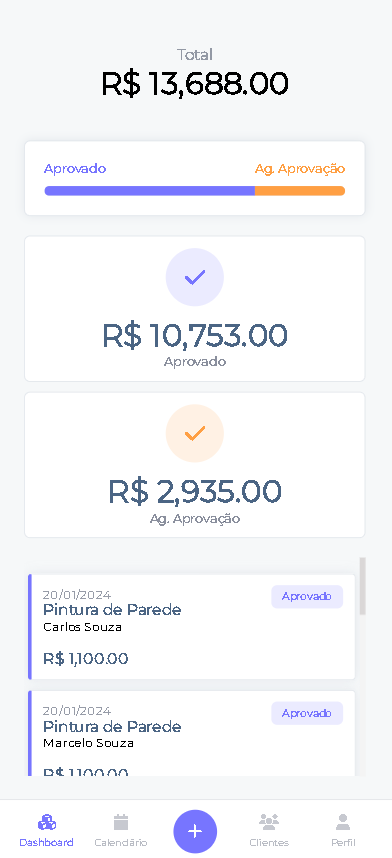 Total
R$ 13,688.00
Aprovado Ag. Aprovação
R$ 10,753.00
Aprovado
R$ 2,935.00
Ag. Aprovação
20/01/2024 Aprovado
Pintura de Parede
Carlos Souza
R$ 1,100.00
20/01/2024 Aprovado
Pintura de Parede
Marcelo Souza
R$ 1,100.00
Dashboard Calendário Clientes Perfil